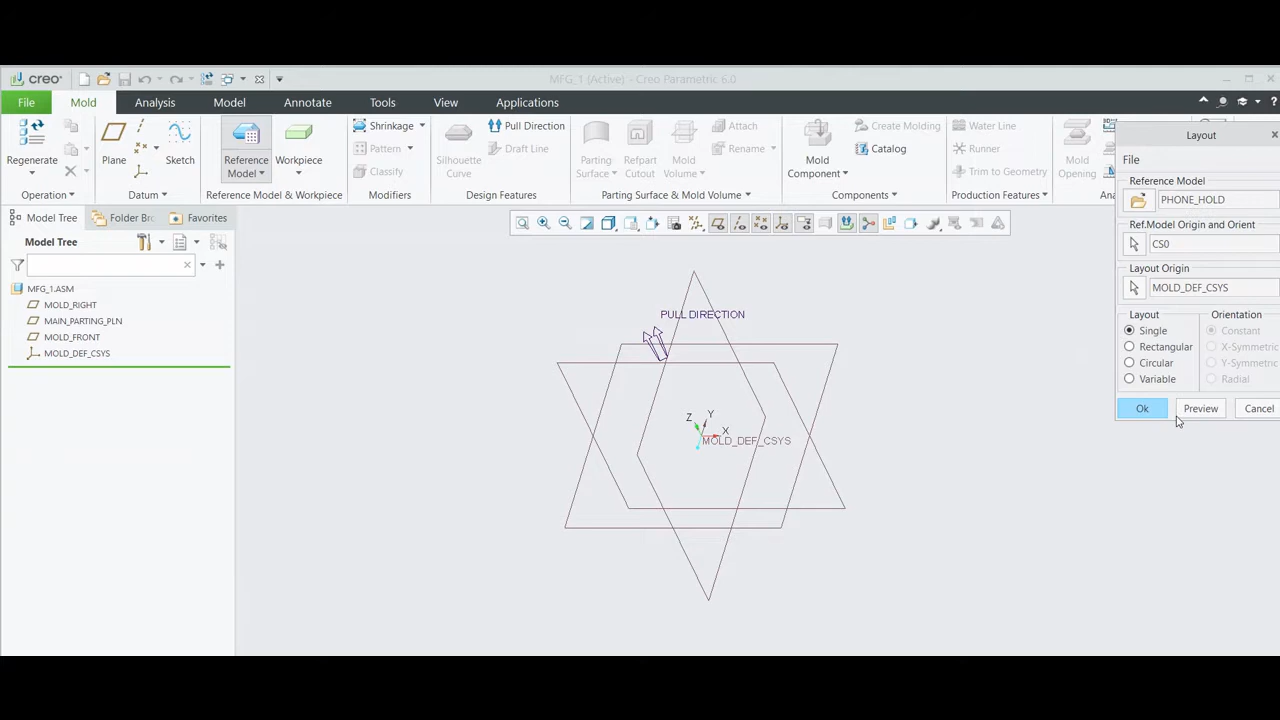 creo
MFG_1 (Active) - Creo Parametric 6.0
File
Mold
Analysis
Model
Annotate
Tools
View
Applications
Regenerate
Plane
Sketch
Reference
Model
Workpiece
Shrinkage
Pattern
Classify
Silhouette
Curve
Pull Direction
Draft Line
Parting
Surface
Refpart
Cutout
Mold
Volume
Attach
Rename
Mold
Component
Create Molding
Catalog
Water Line
Runner
Trim to Geometry
Mold
Opening
Operation
Datum
Reference Model & Workpiece
Modifiers
Design Features
Parting Surface & Mold Volume
Components
Production Features
Model Tree
Folder Brc
Favorites
Model Tree
MFG_1.ASM
MOLD_RIGHT
MAIN_PARTING_PLN
MOLD_FRONT
MOLD_DEF_CSYS
PULL DIRECTION
Z
Y
X
MOLD_DEF_CSYS
Layout
File
Reference Model
PHONE_HOLD
Ref.Model Origin and Orient
CS0
Layout Origin
MOLD_DEF_CSYS
Layout
Orientation
Single
Constant
Rectangular
X-Symmetric
Circular
Y-Symmetric
Variable
Radial
Ok
Preview
Cancel